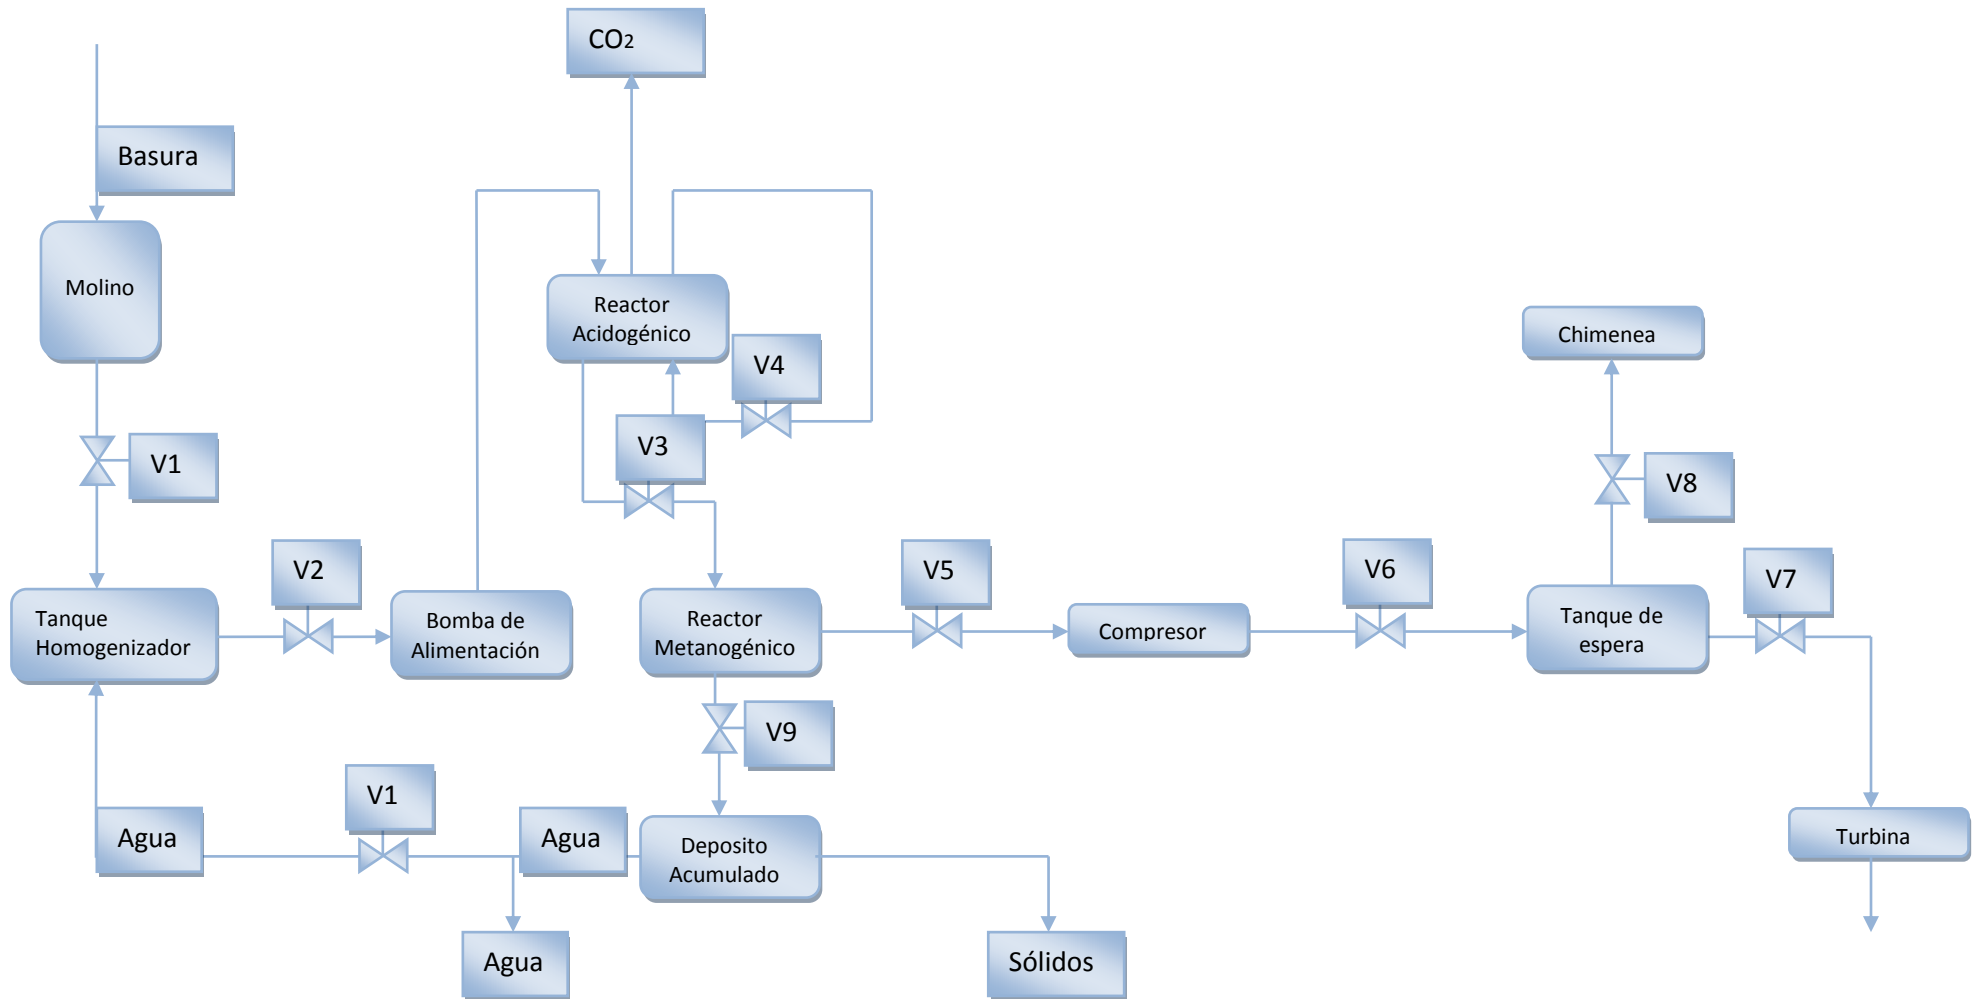 CO2
Basura
Molino
Reactor
Acidogénico
Chimenea
V4
V3
V1
V8
V2
V5
V6
V7
Tanque
Homogenizador
Bomba de
Alimentación
Reactor
Metanogénico
Compresor
Tanque de
espera
V9
V1
Agua
Agua
Deposito
Acumulado
Turbina
Agua
Sólidos